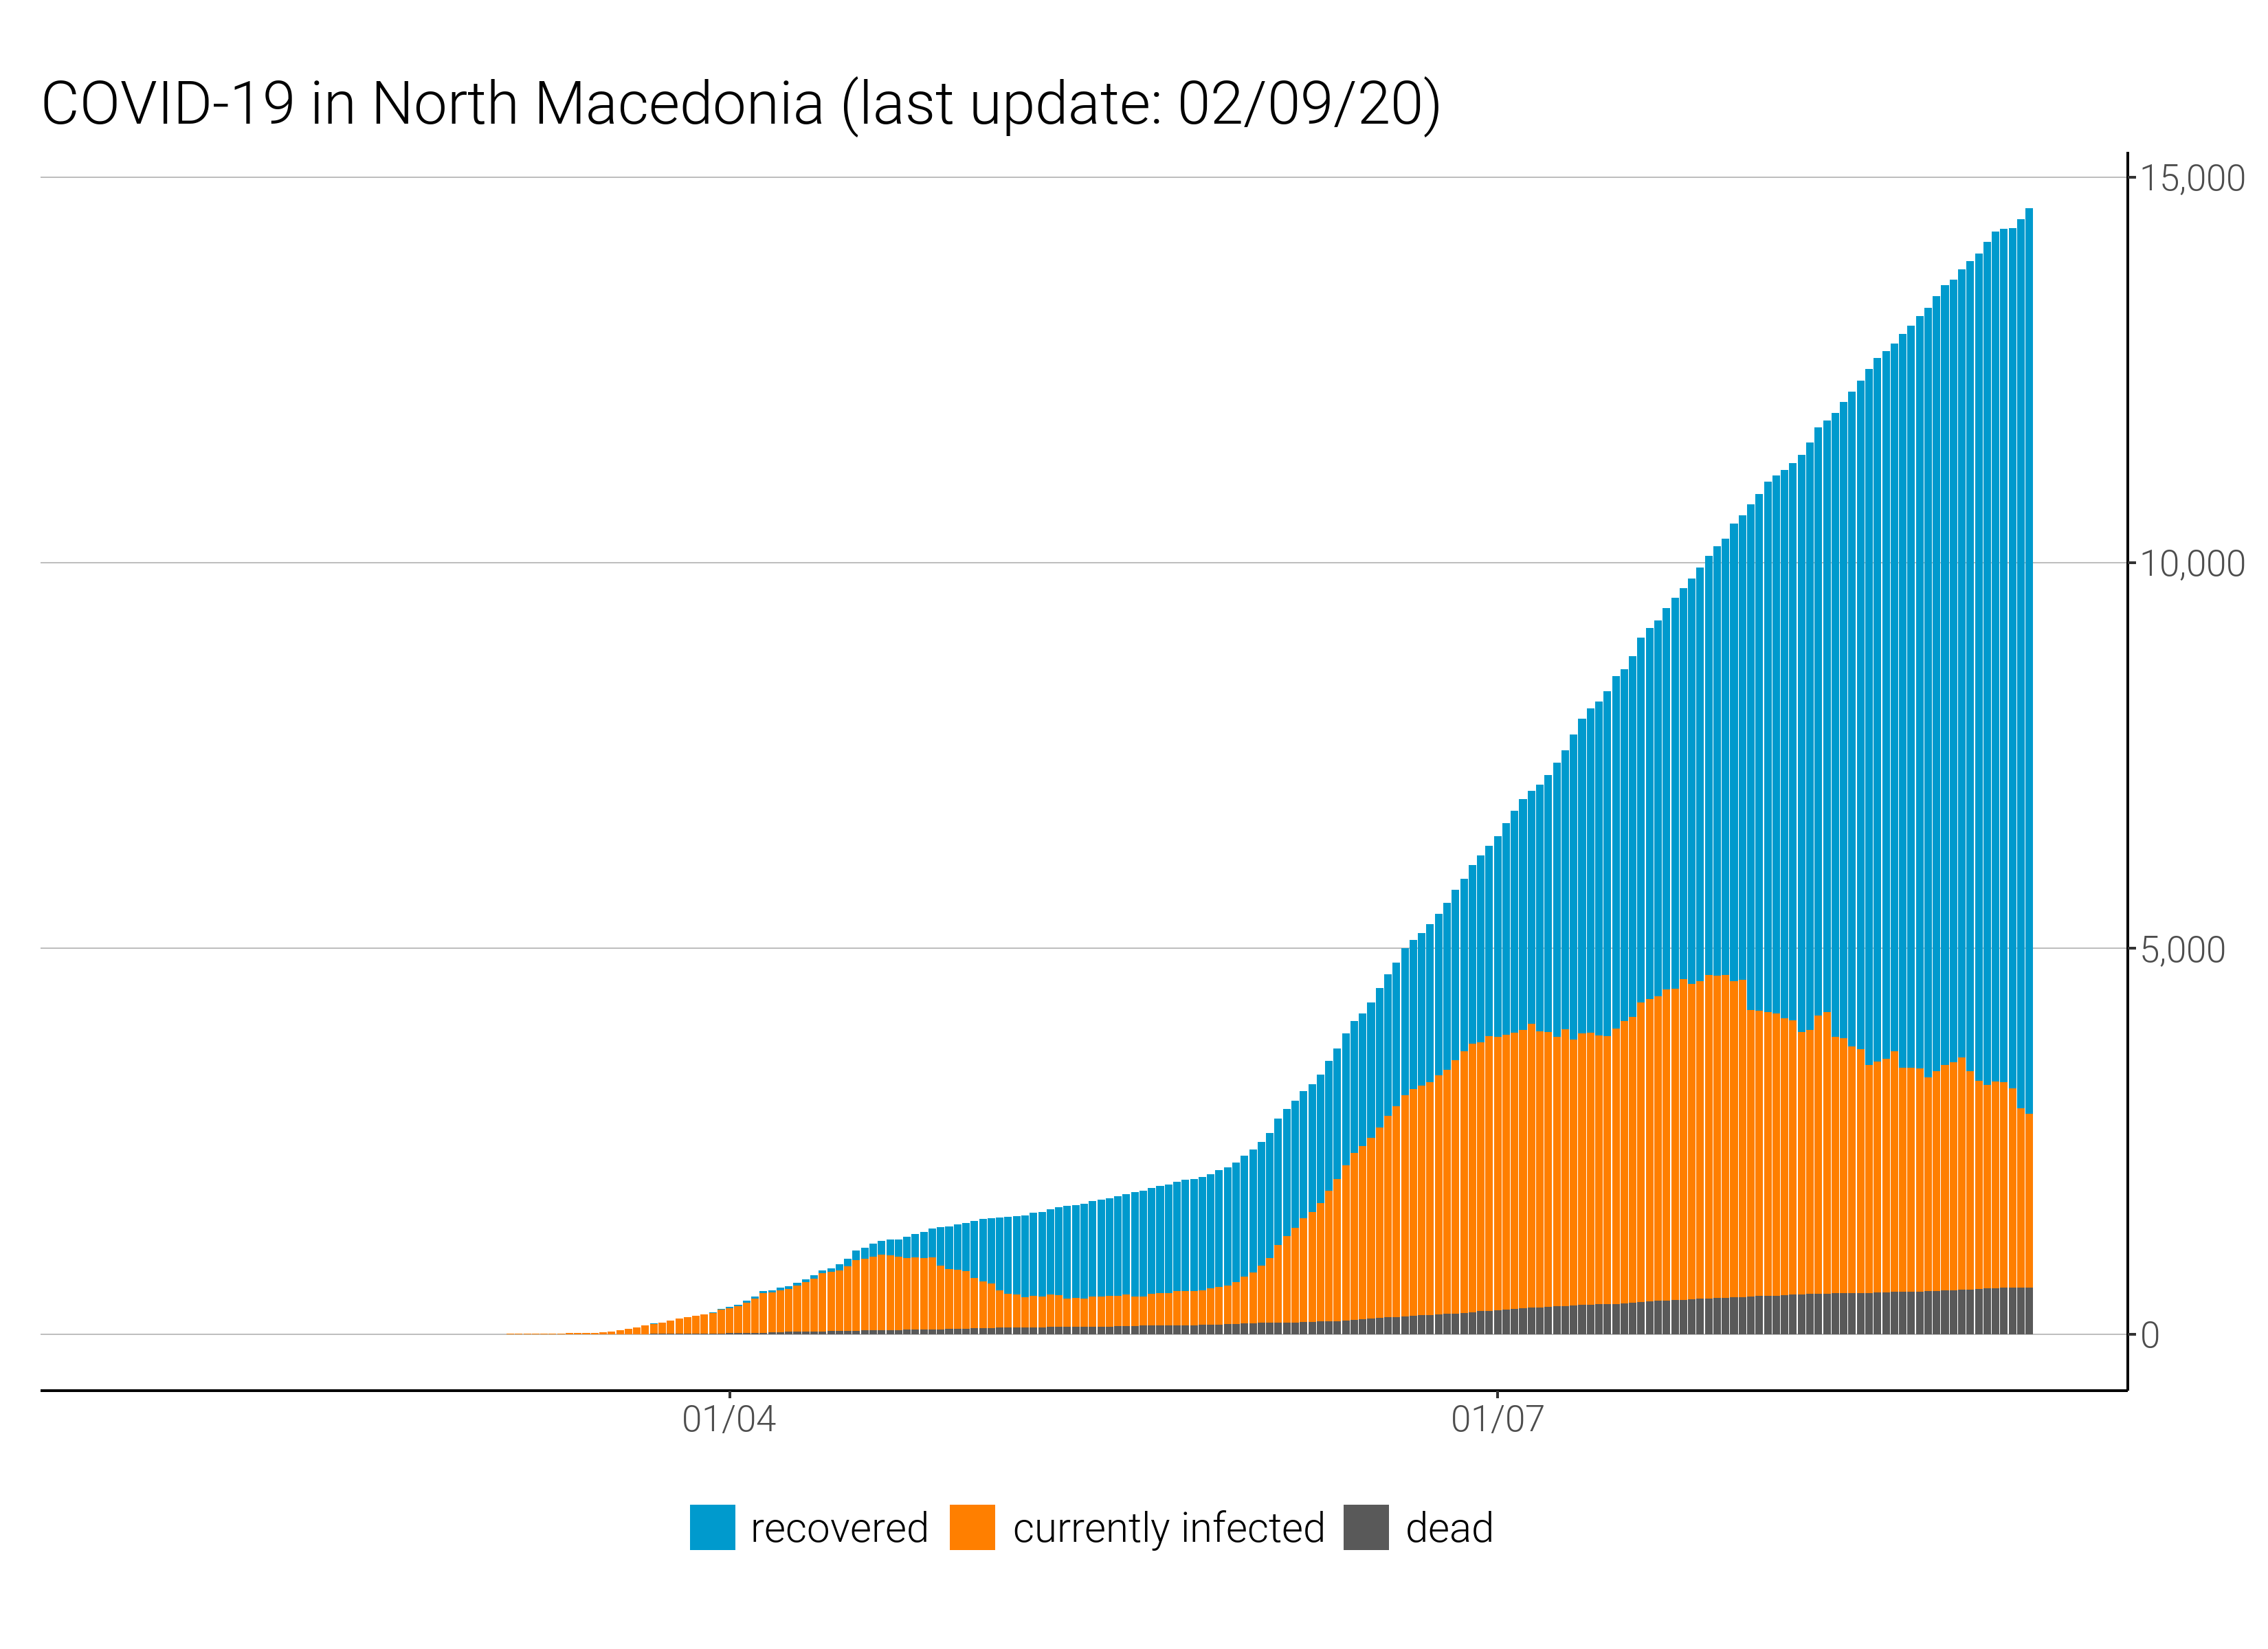 COVID-19 in North Macedonia (last update: 02/09/20)
15,000
10,000
5,000
0
01/04 01/07
recovered currently infected dead